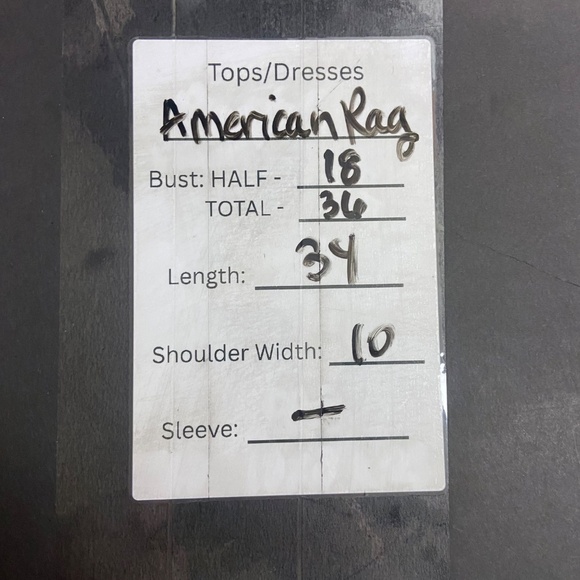 Tops/Dresses
American Rag
Bust: HALF - 18
TOTAL - 36
Length: 34
Shoulder Width: 10
Sleeve: —